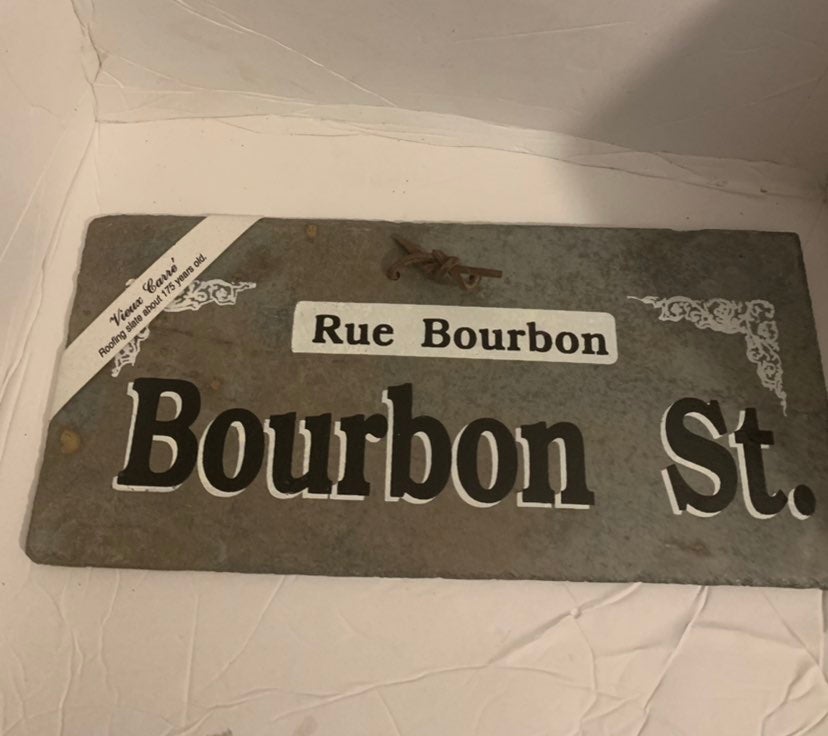 Vieux Carré
Roofing slate about 175 years old.
Rue Bourbon
Bourbon St.